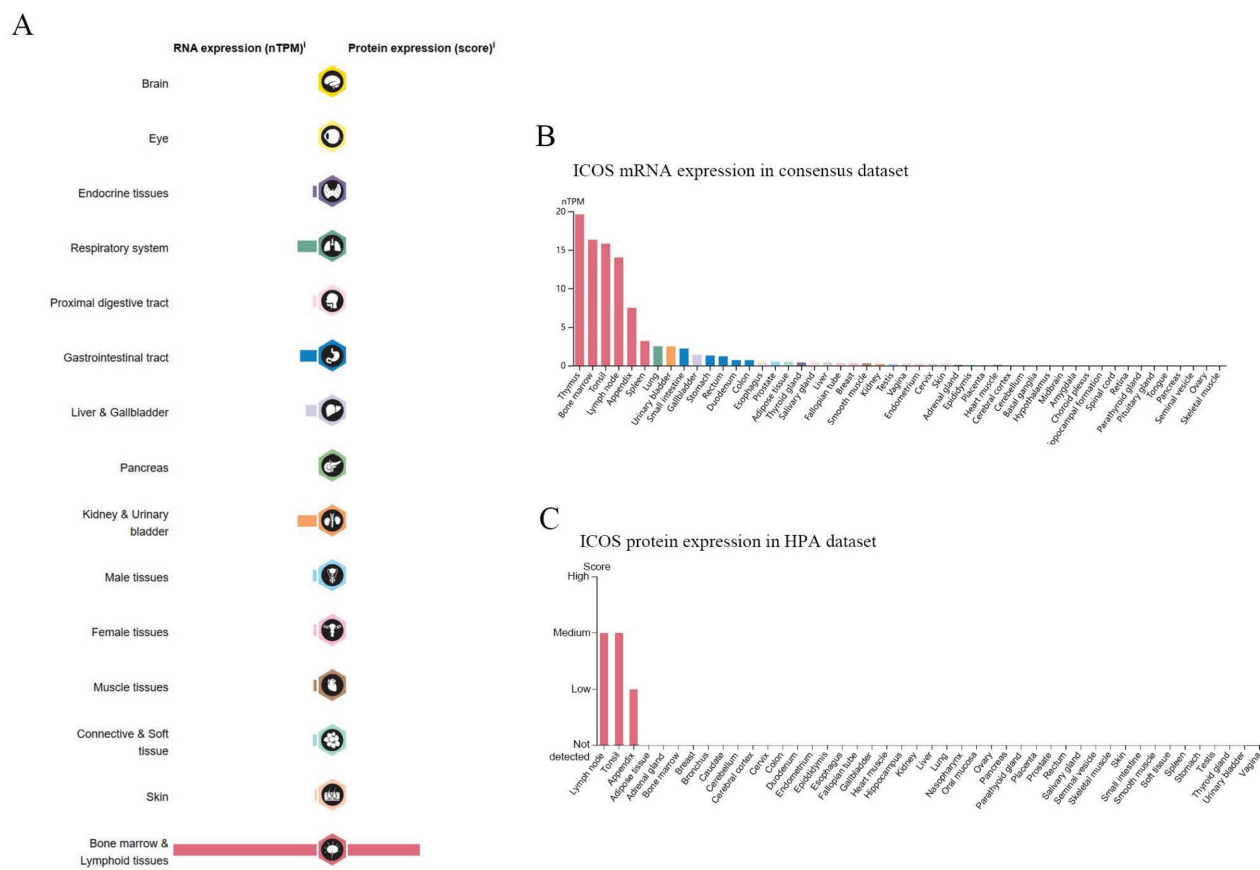 A
RNA expression (nTPM)i
Protein expression (score)i
Brain
Eye
Endocrine tissues
Respiratory system
Proximal digestive tract
Gastrointestinal tract
Liver & Gallbladder
Pancreas
Kidney & Urinary
bladder
Male tissues
Female tissues
Muscle tissues
Connective & Soft
tissue
Skin
Bone marrow &
Lymphoid tissues
B
ICOS mRNA expression in consensus dataset
nTPM
20
15
10
5
0
Thymus
Bone marrow
Tonsil
Lymph node
Appendix
Spleen
Lung
Urinary bladder
Small intestine
Gallbladder
Stomach
Rectum
Duodenum
Colon
Esophagus
Prostate
Adipose tissue
Thyroid gland
Salivary gland
Liver
Fallopian tube
Breast
Smooth muscle
Kidney
Testis
Vagina
Endometrium
Cervix
Skin
Adrenal gland
Epididymis
Placenta
Heart muscle
Cerebral cortex
Cerebellum
Basal ganglia
Hypothalamus
Midbrain
Amygdala
Choroid plexus
iopocampal formation
Spinal cord
Retina
Parathyroid gland
Pituitary gland
Tongue
Pancreas
Seminal vesicle
Ovary
Skeletal muscle
C
ICOS protein expression in HPA dataset
Score
High
Medium
Low
Not
detected
Lymph node
Tonsil
Appendix
Adipose tissue
Adrenal gland
Bone marrow
Breast
Bronchus
Caudate
Cerebellum
Cerebral cortex
Cervix
Colon
Duodenum
Endometrium
Epididymis
Esophagus
Fallopian tube
Gallbladder
Heart muscle
Hippocampus
Kidney
Liver
Lung
Nasopharynx
Oral mucosa
Ovary
Pancreas
Parathyoid gland
Placenta
Prostate
Rectum
Salivary gland
Seminal vesicle
Skeletal muscle
Skin
Small intestine
Smooth muscle
Soft tissue
Spleen
Stomach
Testis
Thyroid gland
Urinary bladder
Vagina